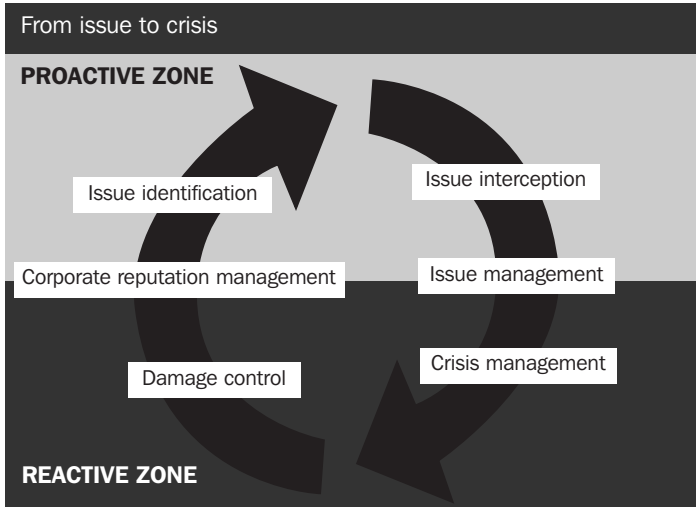 From issue to crisis
PROACTIVE ZONE
Issue identification
Issue interception
Corporate reputation management
Issue management
Damage control
Crisis management
REACTIVE ZONE